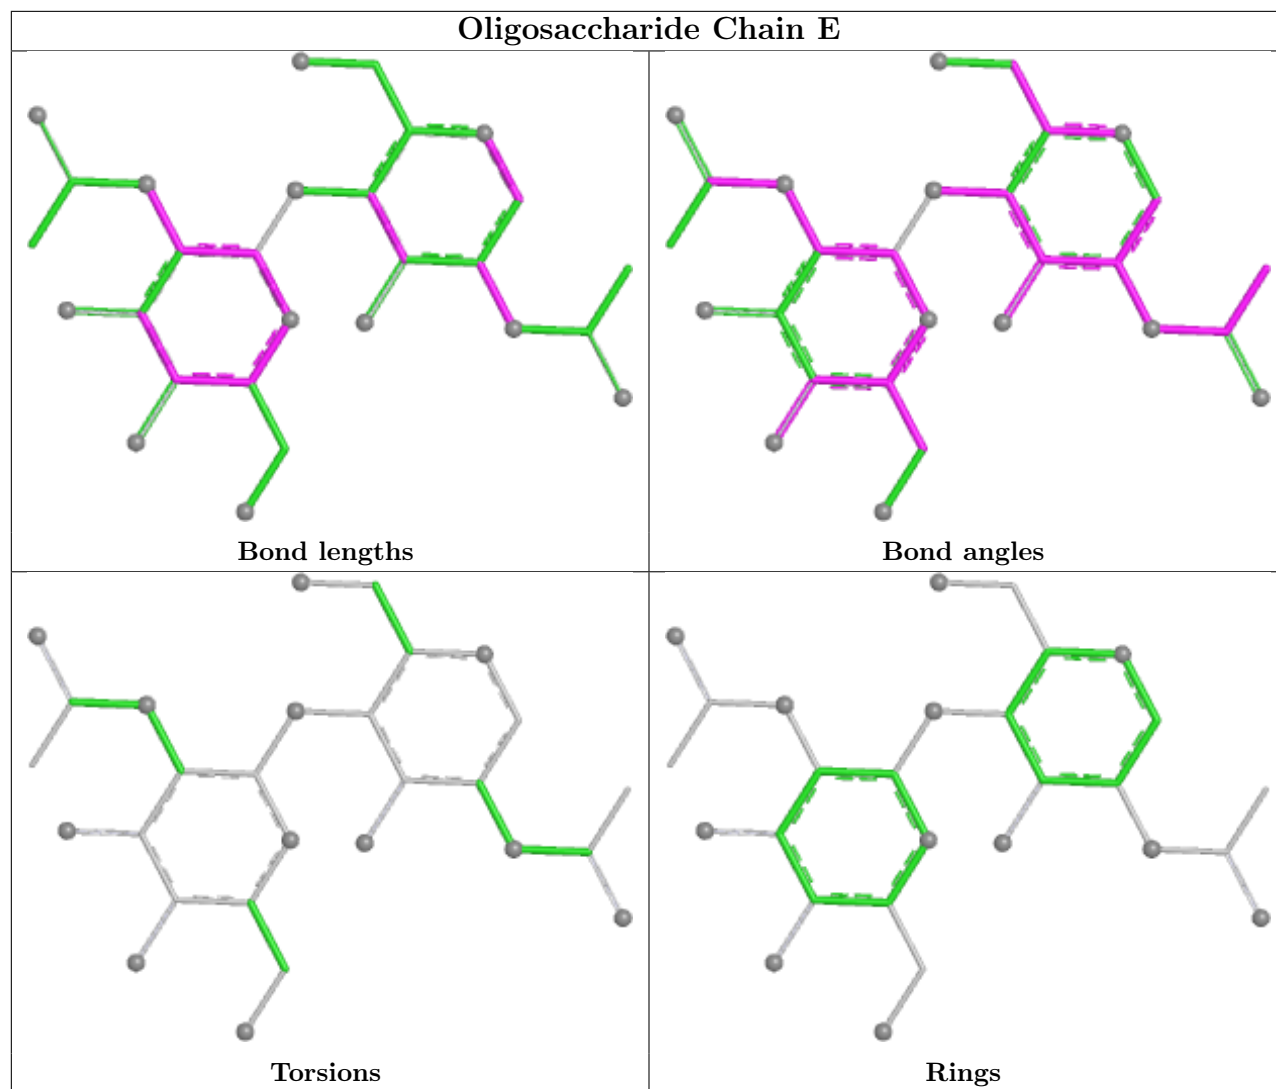 Oligosaccharide Chain E
Bond lengths
Bond angles
Torsions
Rings